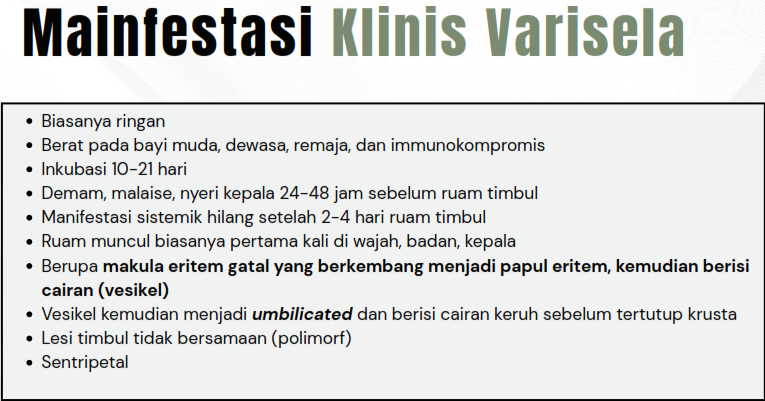 Mainfestasi Klinis Varisela
• Biasanya ringan
• Berat pada bayi muda, dewasa, remaja, dan immunokompromis
• Inkubasi 10-21 hari
• Demam, malaise, nyeri kepala 24-48 jam sebelum ruam timbul
• Manifestasi sistemik hilang setelah 2-4 hari ruam timbul
• Ruam muncul biasanya pertama kali di wajah, badan, kepala
• Berupa makula eritem gatal yang berkembang menjadi papul eritem, kemudian berisi
cairan (vesikel)
• Vesikel kemudian menjadi umbilicated dan berisi cairan keruh sebelum tertutup krusta
• Lesi timbul tidak bersamaan (polimorf)
• Sentripetal